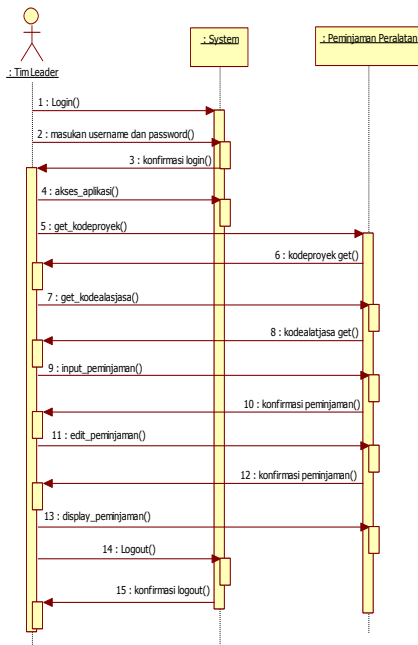 : System
: Peminjaman Peralatan
: TimLeader
1 : Login()
2 : masukan username dan password()
3 : konfirmasi login()
4 : akses_aplikasi()
5 : get_kodeproyek()
6 : kodeproyek get()
7 : get_kodealasjasa()
8 : kodealatjasa get()
9 : input_peminjaman()
10 : konfirmasi peminjaman()
11 : edit_peminjaman()
12 : konfirmasi peminjaman()
13 : display_peminjaman()
14 : Logout()
15 : konfirmasi logout()